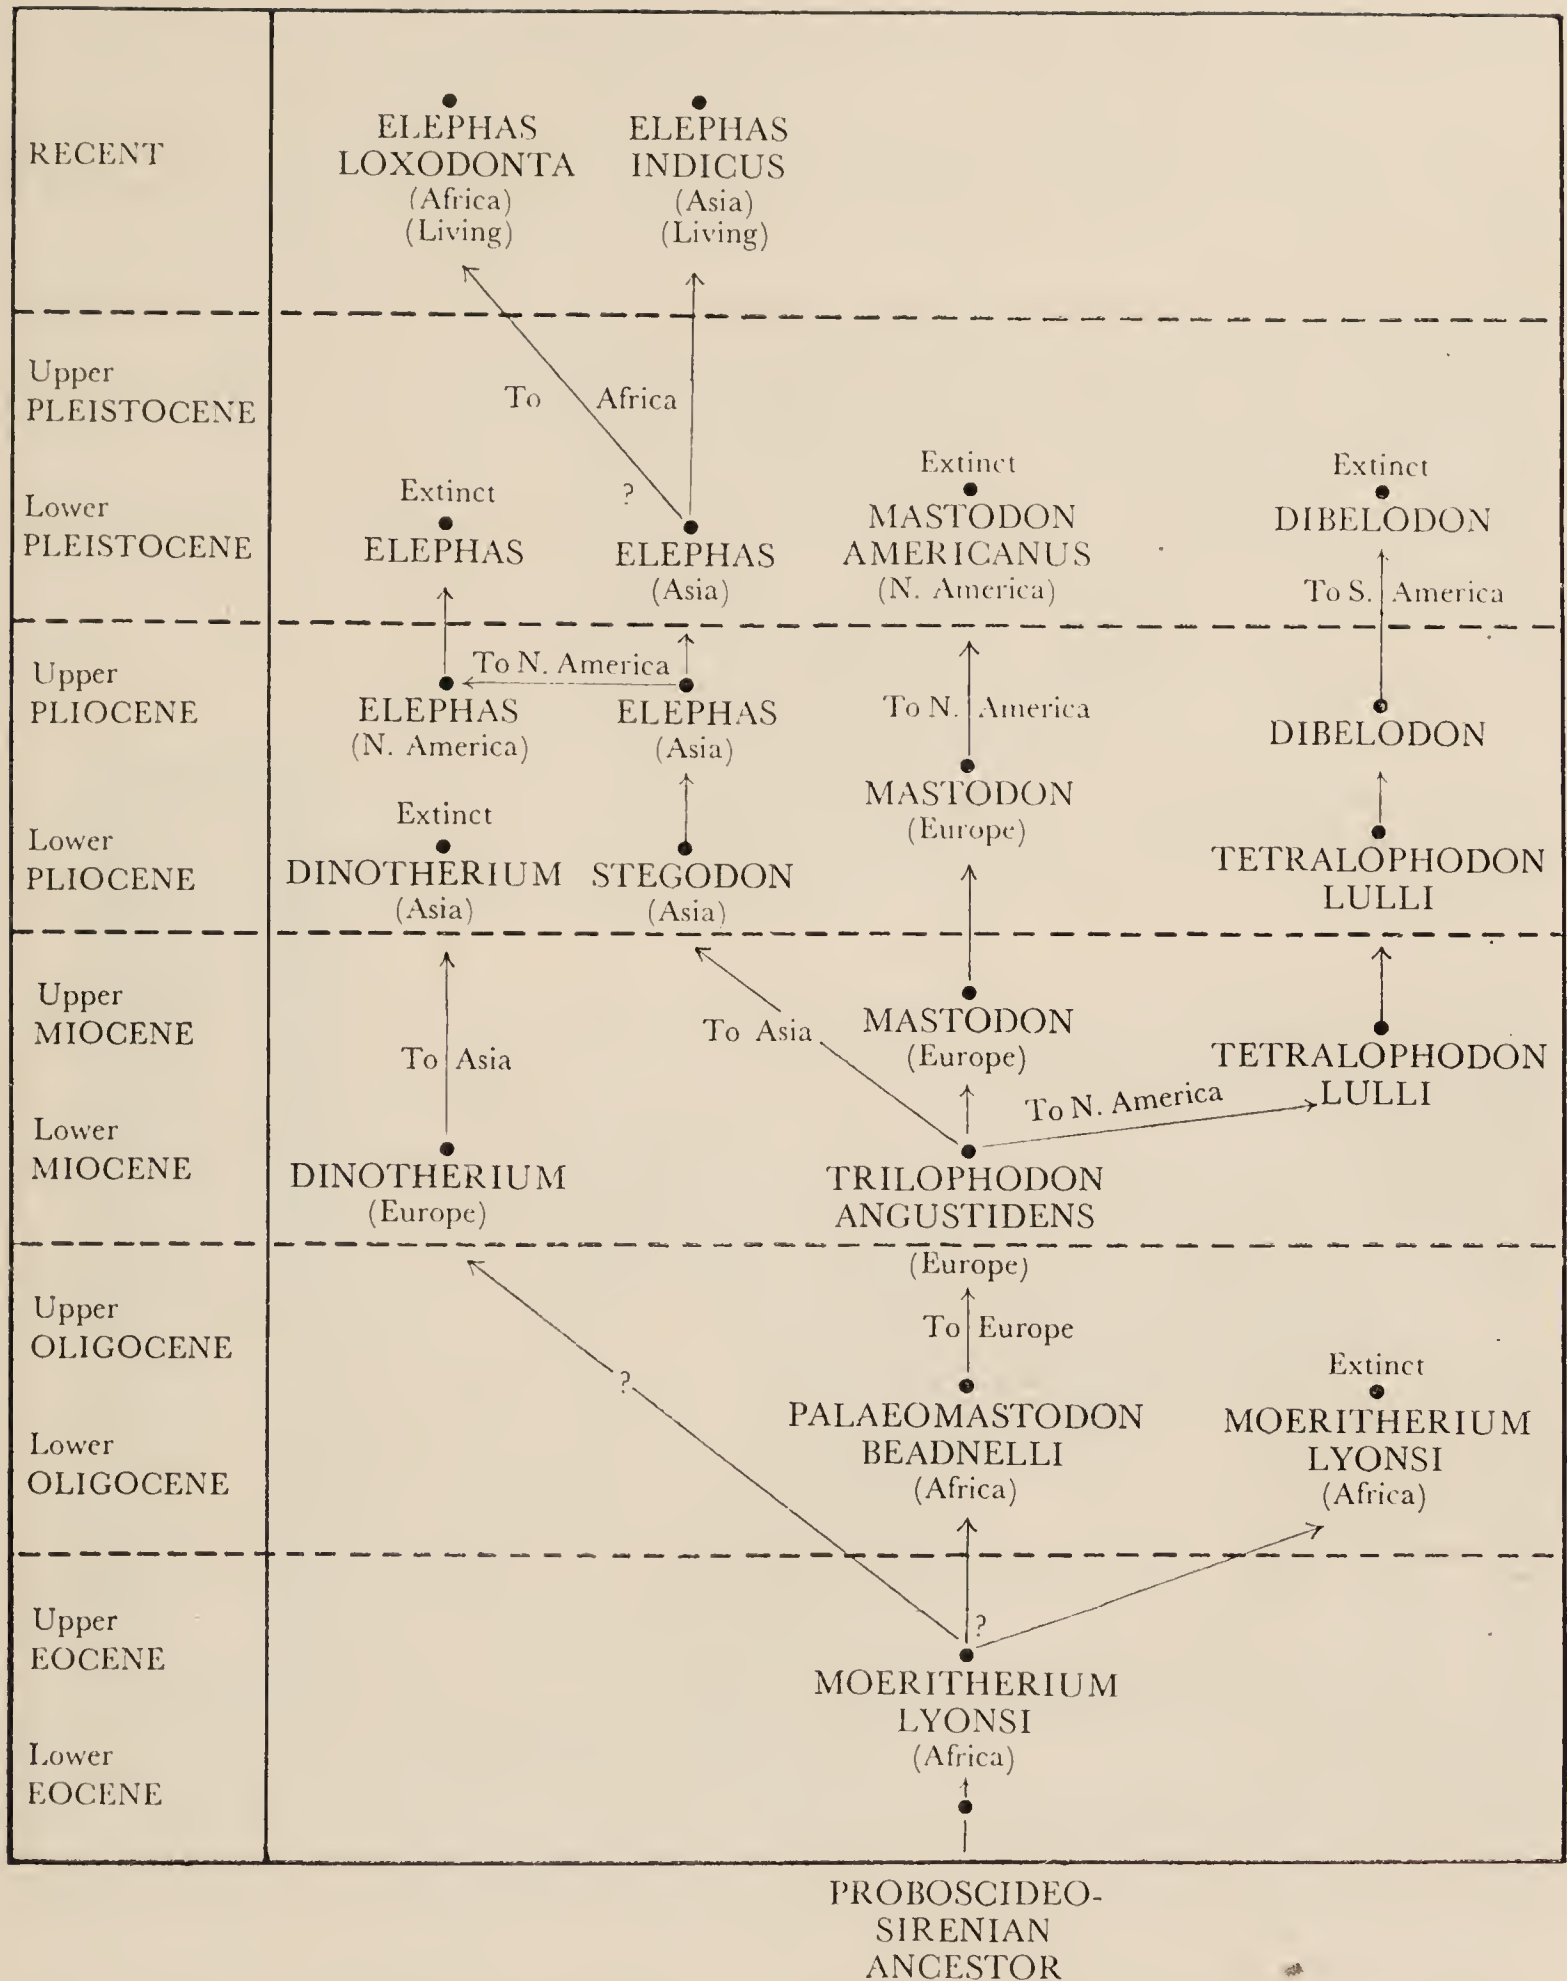 RECENT
ELEPHAS
LOXODONTA
(Africa)
(Living)
ELEPHAS
INDICUS
(Asia)
(Living)
Upper
PLEISTOCENE
To Africa
Lower
PLEISTOCENE
Extinct
ELEPHAS
?
ELEPHAS
(Asia)
Extinct
MASTODON
AMERICANUS
(N. America)
Extinct
DIBELODON
To S. America
Upper
PLIOCENE
To N. America
ELEPHAS
(N. America)
ELEPHAS
(Asia)
To N. America
MASTODON
(Europe)
DIBELODON
Lower
PLIOCENE
Extinct
DINOTHERIUM
(Asia)
STEGODON
(Asia)
TETRALOPHODON
LULLI
Upper
MIOCENE
To Asia
To Asia
MASTODON
(Europe)
TETRALOPHODON
LULLI
To N. America
Lower
MIOCENE
DINOTHERIUM
(Europe)
TRILOPHODON
ANGUSTIDENS
(Europe)
Upper
OLIGOCENE
To Europe
?
Lower
OLIGOCENE
PALAEOMASTODON
BEADNELLI
(Africa)
Extinct
MOERITHERIUM
LYONSI
(Africa)
Upper
EOCENE
?
MOERITHERIUM
LYONSI
(Africa)
Lower
EOCENE
PROBOSCIDEO-
SIRENIAN
ANCESTOR